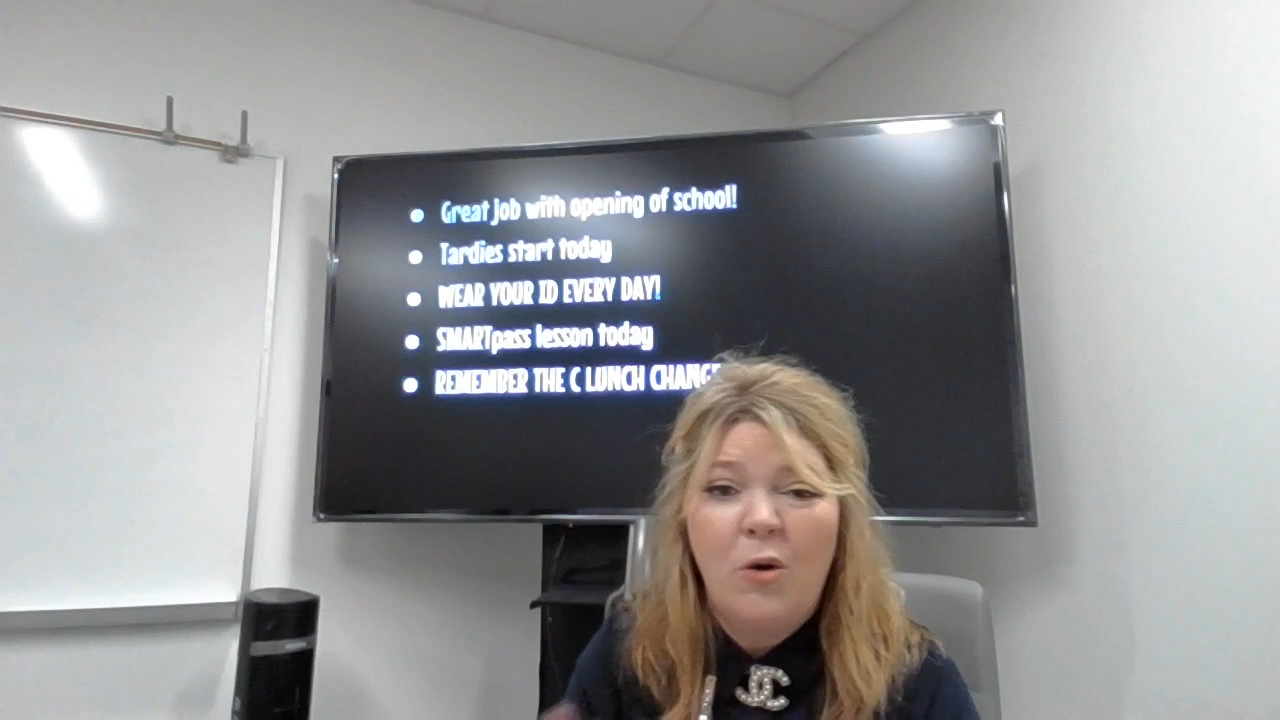 Great job with opening of school!
Tardies start today
WEAR YOUR ID EVERY DAY!
SMARTpass lesson today
REMEMBER THE C LUNCH CHANGE